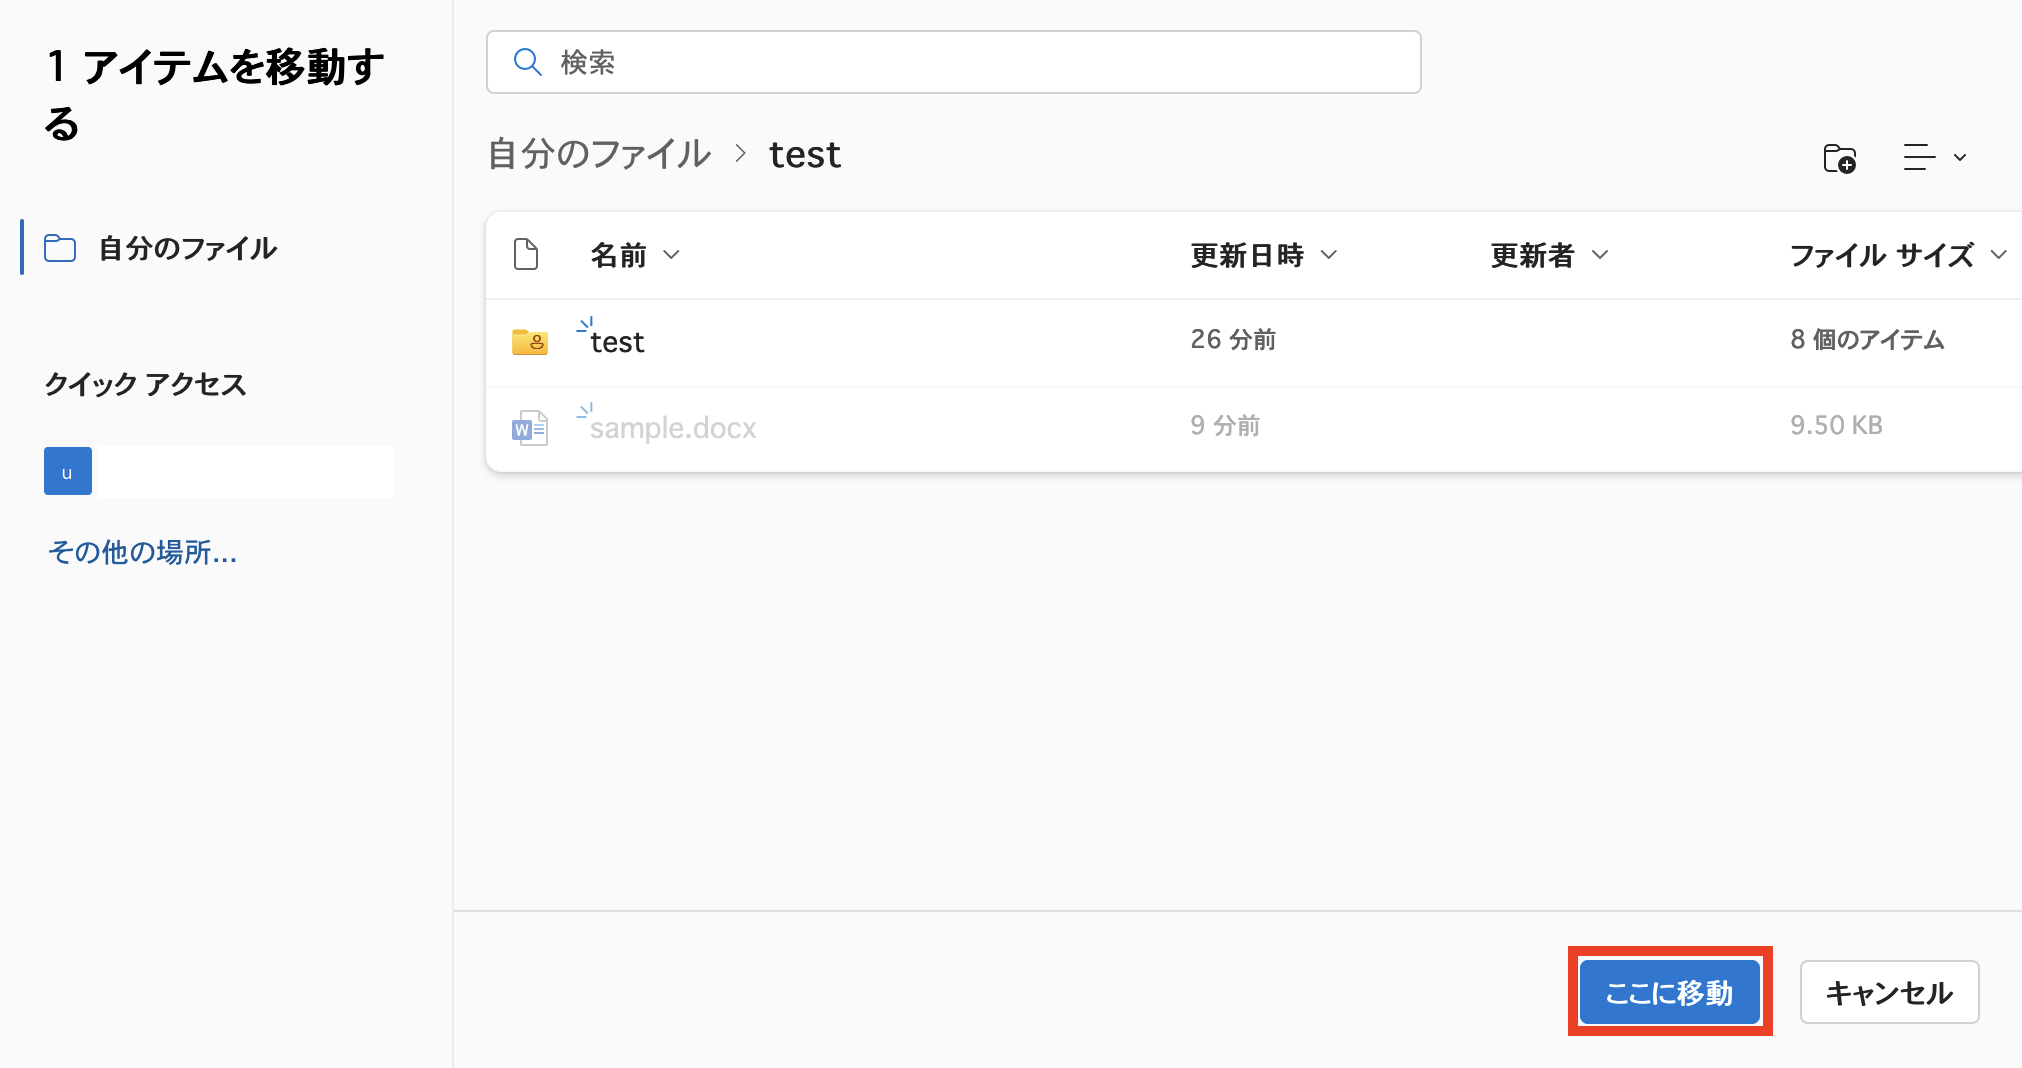 1 アイテムを移動す
る
自分のファイル
クイック アクセス
u
その他の場所...
検索
自分のファイル > test
名前 更新日時 更新者 ファイル サイズ
test 26 分前 8 個のアイテム
W sample.docx 9 分前 9.50 KB
ここに移動 キャンセル